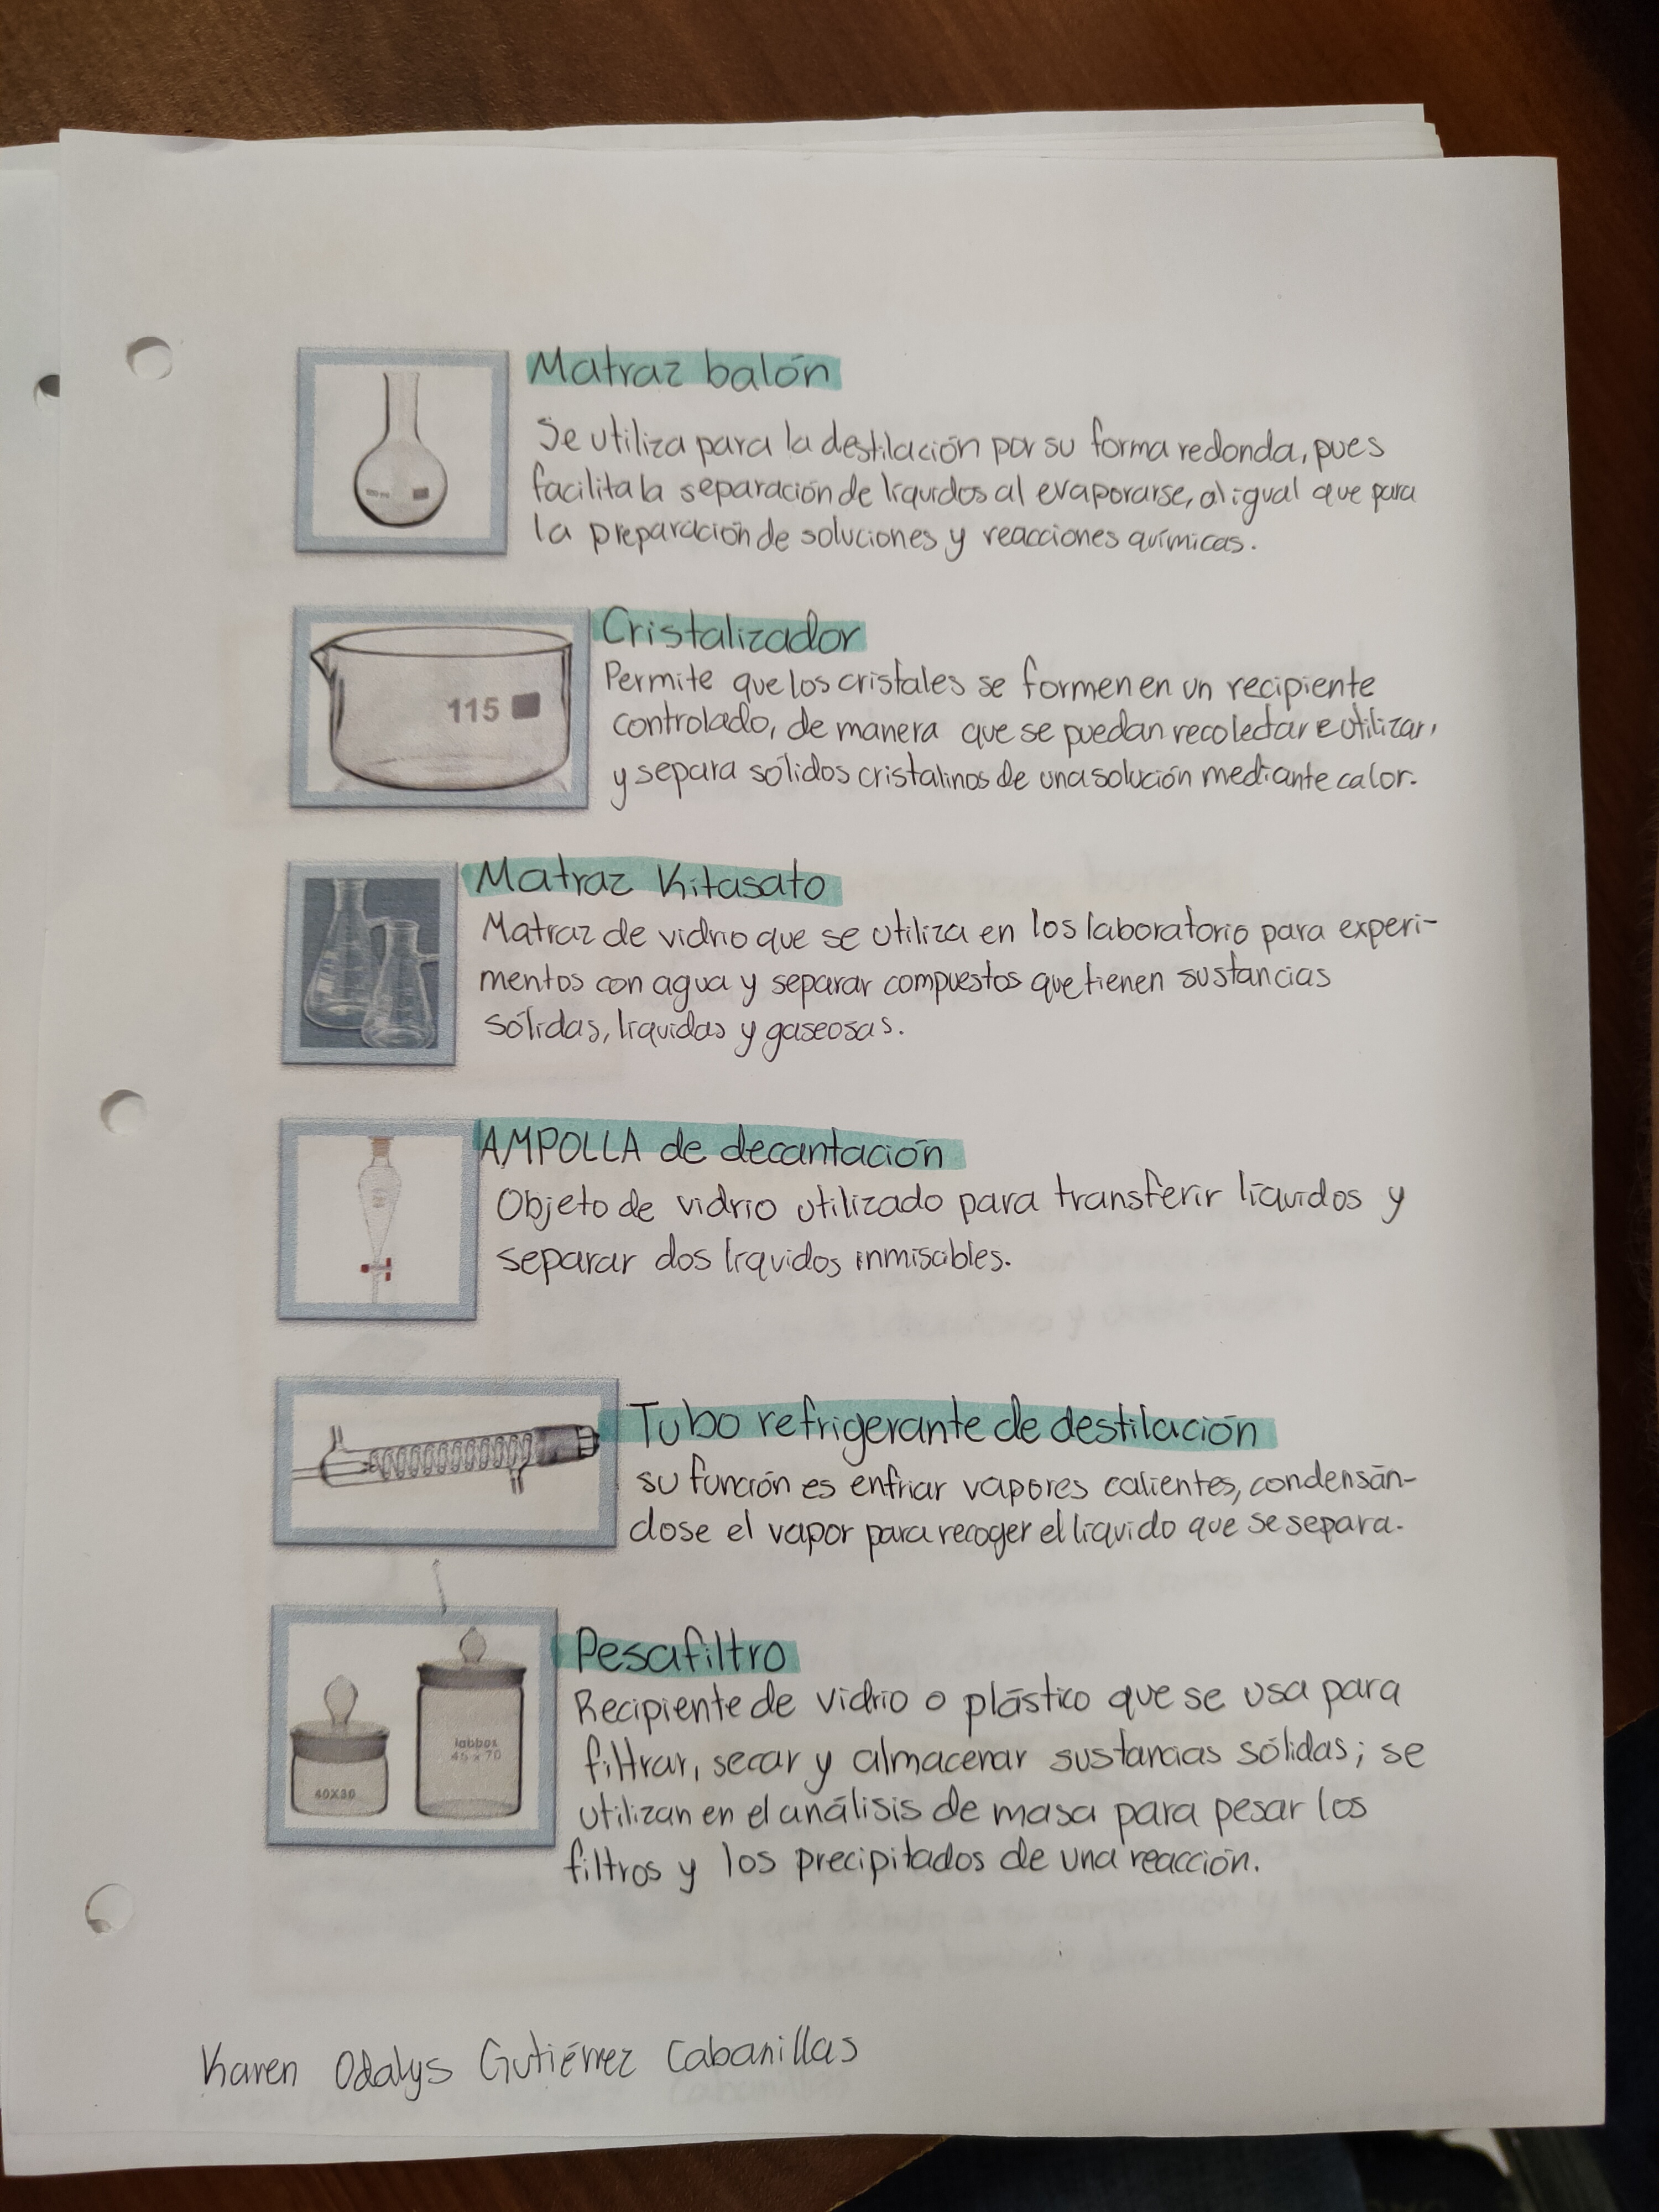 Matraz balón
Se utiliza para la destilación por su forma redonda, pues
facilita la separación de líquidos al evaporarse, al igual que para
la preparación de soluciones y reacciones químicas.
115
Cristalizador
Permite que los cristales se formen en un recipiente
controlado, de manera que se puedan recolectar e utilizar,
y separa sólidos cristalinos de una solución mediante calor.
Matraz Kitasato
Matraz de vidrio que se utiliza en los laboratorio para experi-
mentos con agua y separar compuestos que tienen sustancias
sólidas, líquidas y gaseosas.
AMPOLLA de decantación
Objeto de vidrio utilizado para transferir líquidos y
separar dos líquidos inmiscibles.
Tubo refrigerante de destilación
su función es enfriar vapores calientes, condensán-
dose el vapor para recoger el líquido que se separa.
40X30
labbox
45 x 70
Pesafiltro
Recipiente de vidrio o plástico que se usa para
filtrar, secar y almacenar sustancias sólidas; se
utilizan en el análisis de masa para pesar los
filtros y los precipitados de una reacción.
Karen Odalys Gutiérrez Cabanillas